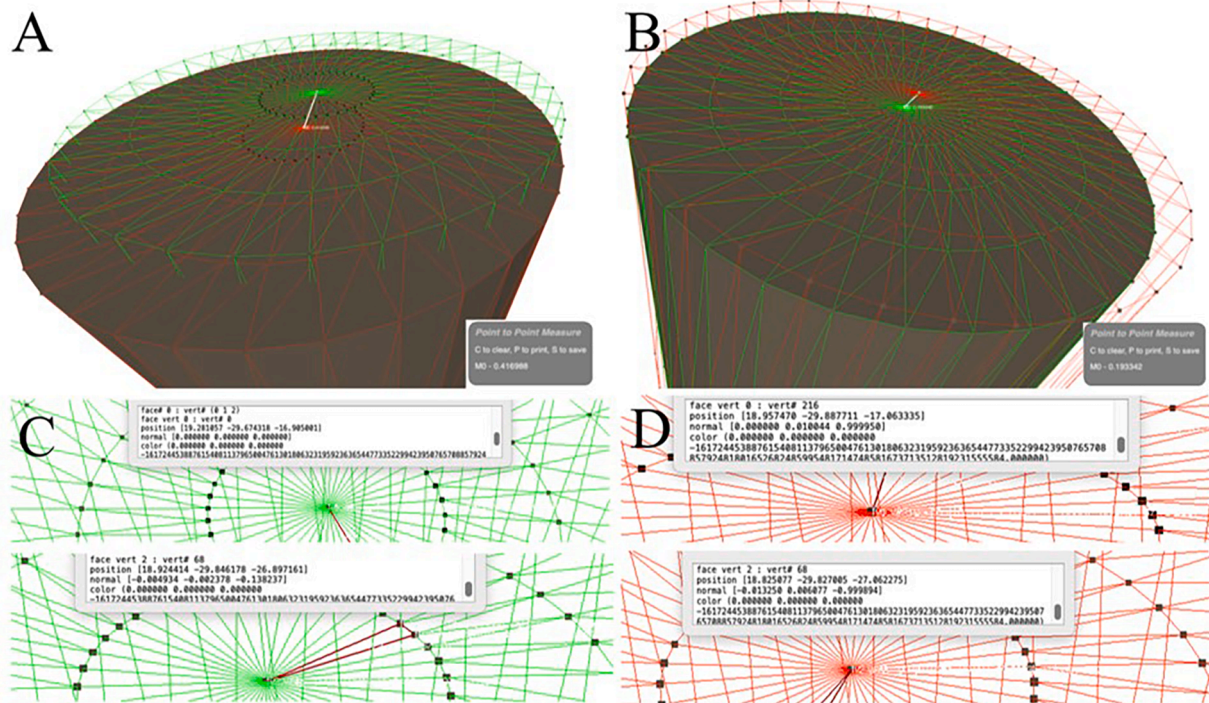 A
B
Point to Point Measure
C to clear, P to print, S to save
M0 - 0.416988
Point to Point Measure
C to clear, P to print, S to save
M0 - 0.193342
C
face# 0 : vert# (0 1 2)
face vert 0 : vert# 0
position [19.281057 -29.674318 -16.905001]
normal [0.000000 0.000000 0.000000]
color (0.000000 0.000000 0.000000
D
face vert 0 : vert# 216
position [18.957470 -29.887711 -17.063335]
normal [0.000000 0.010044 0.999950]
color (0.000000 0.000000 0.000000
face vert 2 : vert# 68
position [18.924414 -29.846178 -26.897161]
normal [-0.004934 -0.002378 -0.138237]
color (0.000000 0.000000 0.000000
face vert 2 : vert# 68
position [18.825077 -29.827005 -27.062275]
normal [-0.013250 0.006077 -0.999894]
color (0.000000 0.000000 0.000000